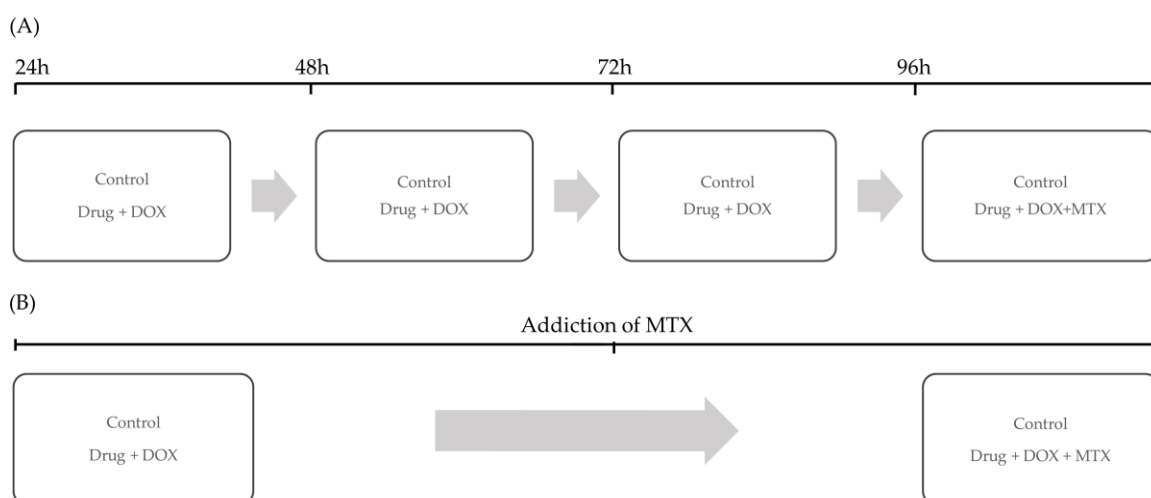 (A)
24h 48h 72h 96h
Control Control Control Control
Drug + DOX Drug + DOX Drug + DOX Drug + DOX+MTX
(B)
Addiction of MTX
Control Control
Drug + DOX Drug + DOX + MTX